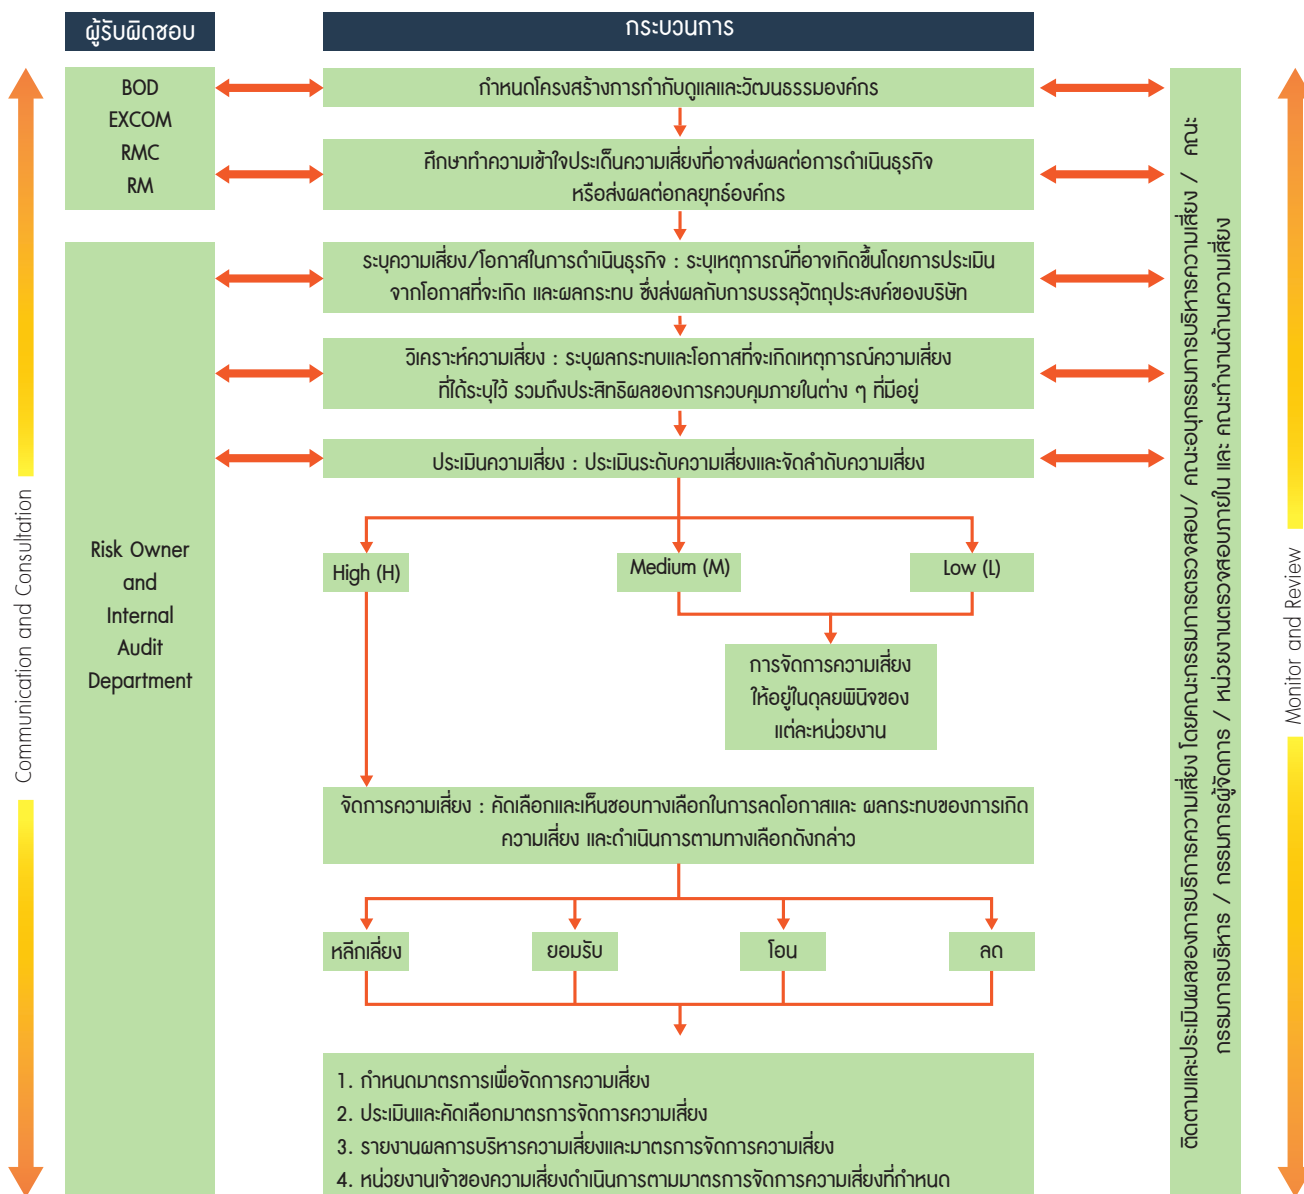 ผู้รับผิดชอบ
กระบวนการ
BOD
EXCOM
RMC
RM
กำหนดโครงสร้างการกำกับดูแลและวัฒนธรรมองค์กร
ศึกษาทำความเข้าใจประเด็นความเสี่ยงที่อาจส่งผลต่อการดำเนินธุรกิจ
หรือส่งผลต่อกลยุทธ์องค์กร
Risk Owner
and
Internal
Audit
Department
ระบุความเสี่ยง/โอกาสในการดำเนินธุรกิจ : ระบุเหตุการณ์ที่อาจเกิดขึ้นโดยการประเมิน
จากโอกาสที่จะเกิด และผลกระทบ ซึ่งส่งผลกับการบรรลุวัตถุประสงค์ของบริษัท
วิเคราะห์ความเสี่ยง : ระบุผลกระทบและโอกาสที่จะเกิดเหตุการณ์ความเสี่ยง
ที่ได้ระบุไว้ รวมถึงประสิทธิผลของการควบคุมภายในต่าง ๆ ที่มีอยู่
ประเมินความเสี่ยง : ประเมินระดับความเสี่ยงและจัดลำดับความเสี่ยง
High (H)
Medium (M)
Low (L)
การจัดการความเสี่ยง
ให้อยู่ในดุลยพินิจของ
แต่ละหน่วยงาน
จัดการความเสี่ยง : คัดเลือกและเห็นชอบทางเลือกในการลดโอกาสและ ผลกระทบของการเกิด
ความเสี่ยง และดำเนินการตามทางเลือกดังกล่าว
หลีกเลี่ยง
ยอมรับ
โอน
ลด
1. กำหนดมาตรการเพื่อจัดการความเสี่ยง
2. ประเมินและคัดเลือกมาตรการจัดการความเสี่ยง
3. รายงานผลการบริหารความเสี่ยงและมาตรการจัดการความเสี่ยง
4. หน่วยงานเจ้าของความเสี่ยงดำเนินการตามมาตรการจัดการความเสี่ยงที่กำหนด
Communication and Consultation
ติดตามและประเมินผลของการบริการความเสี่ยง โดยคณะกรรมการตรวจสอบ/ คณะอนุกรรมการบริหารความเสี่ยง / คณะ
กรรมการบริหาร / กรรมการผู้จัดการ / หน่วยงานตรวจสอบภายใน และ คณะทำงานด้านความเสี่ยง
Monitor and Review